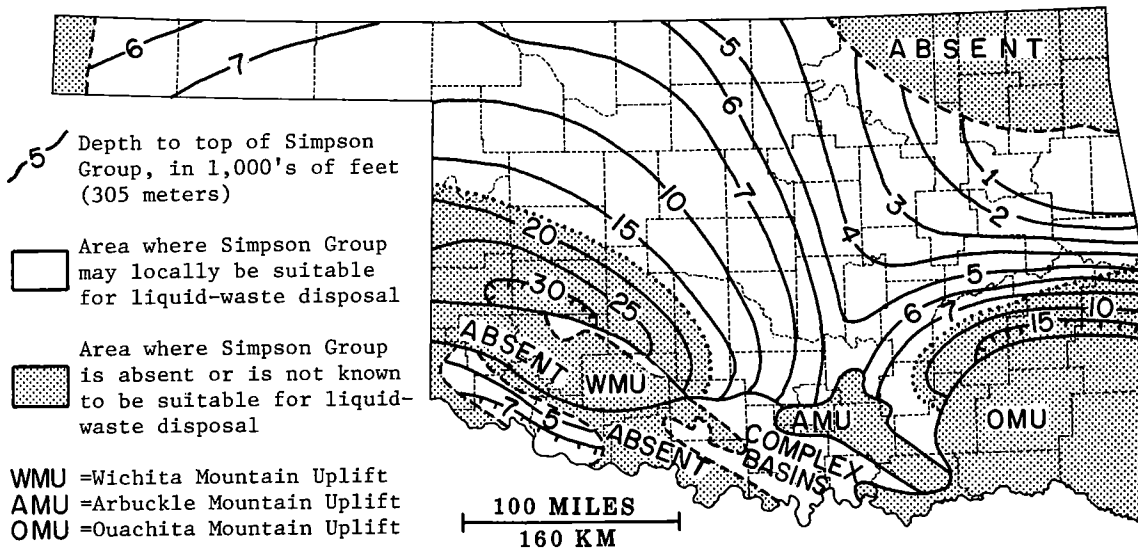 6
7
5
6
7
10
15
20
25
30
ABSENT
1
2
3
4
5
6
7
10
15
5
Depth to top of Simpson
Group, in 1,000's of feet
(305 meters)
Area where Simpson Group
may locally be suitable
for liquid-waste disposal
Area where Simpson Group
is absent or is not known
to be suitable for liquid-
waste disposal
WMU =Wichita Mountain Uplift
AMU =Arbuckle Mountain Uplift
OMU =Ouachita Mountain Uplift
ABSENT
WMU
7
5
ABSENT
AMU
COMPLEX
BASINS
OMU
100 MILES
160 KM